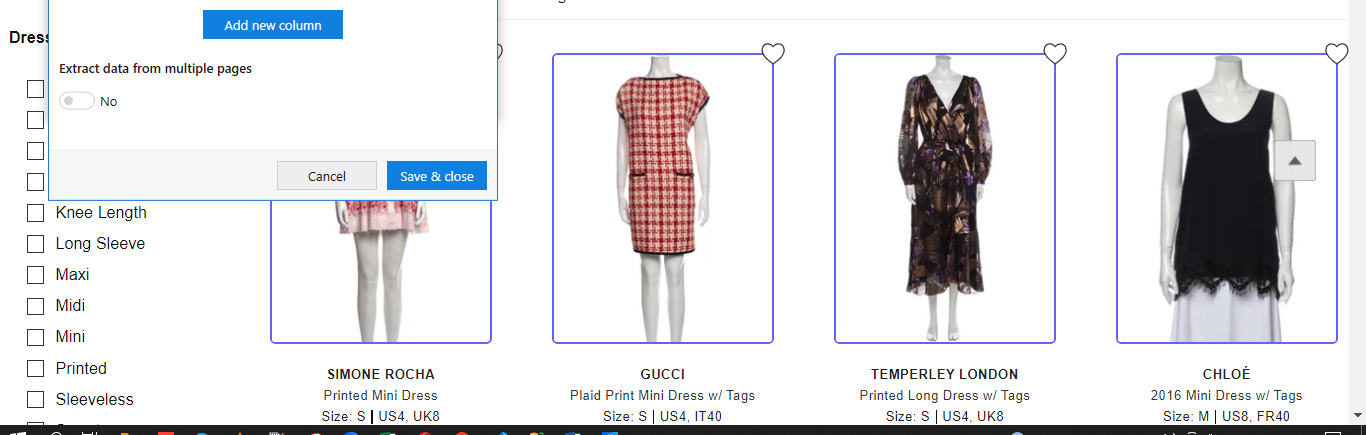 Add new column
Dress
Extract data from multiple pages
No
Cancel
Save & close
Knee Length
Long Sleeve
Maxi
Midi
Mini
Printed
Sleeveless
SIMONE ROCHA
Printed Mini Dress
Size: S | US4, UK8
GUCCI
Plaid Print Mini Dress w/ Tags
Size: S | US4, IT40
TEMPERLEY LONDON
Printed Long Dress w/ Tags
Size: S | US4, UK8
CHLOÉ
2016 Mini Dress w/ Tags
Size: M | US8, FR40